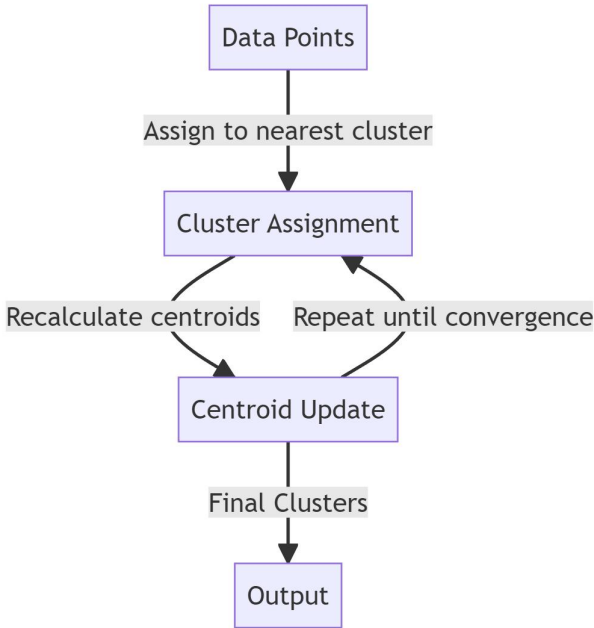 Data Points
Assign to nearest cluster
Cluster Assignment
Recalculate centroids
Repeat until convergence
Centroid Update
Final Clusters
Output